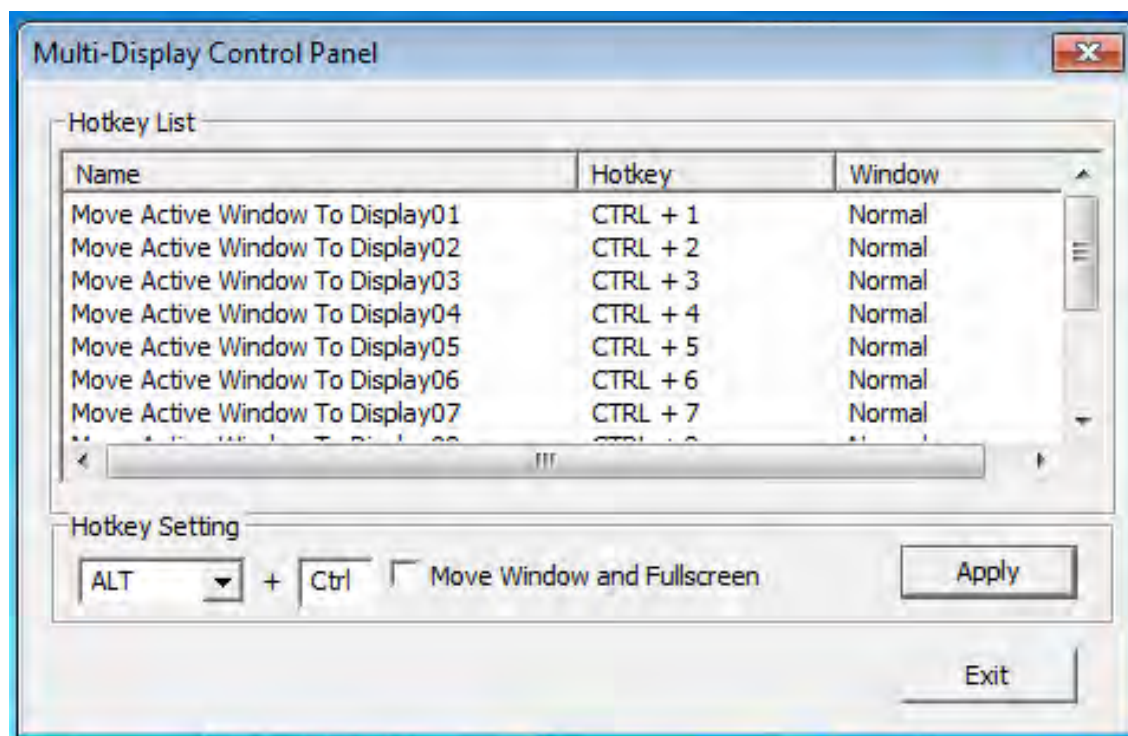 Multi-Display Control Panel
Hotkey List
Name Hotkey Window
Move Active Window To Display01 CTRL + 1 Normal
Move Active Window To Display02 CTRL + 2 Normal
Move Active Window To Display03 CTRL + 3 Normal
Move Active Window To Display04 CTRL + 4 Normal
Move Active Window To Display05 CTRL + 5 Normal
Move Active Window To Display06 CTRL + 6 Normal
Move Active Window To Display07 CTRL + 7 Normal
Hotkey Setting
ALT + Ctrl Move Window and Fullscreen Apply
Exit